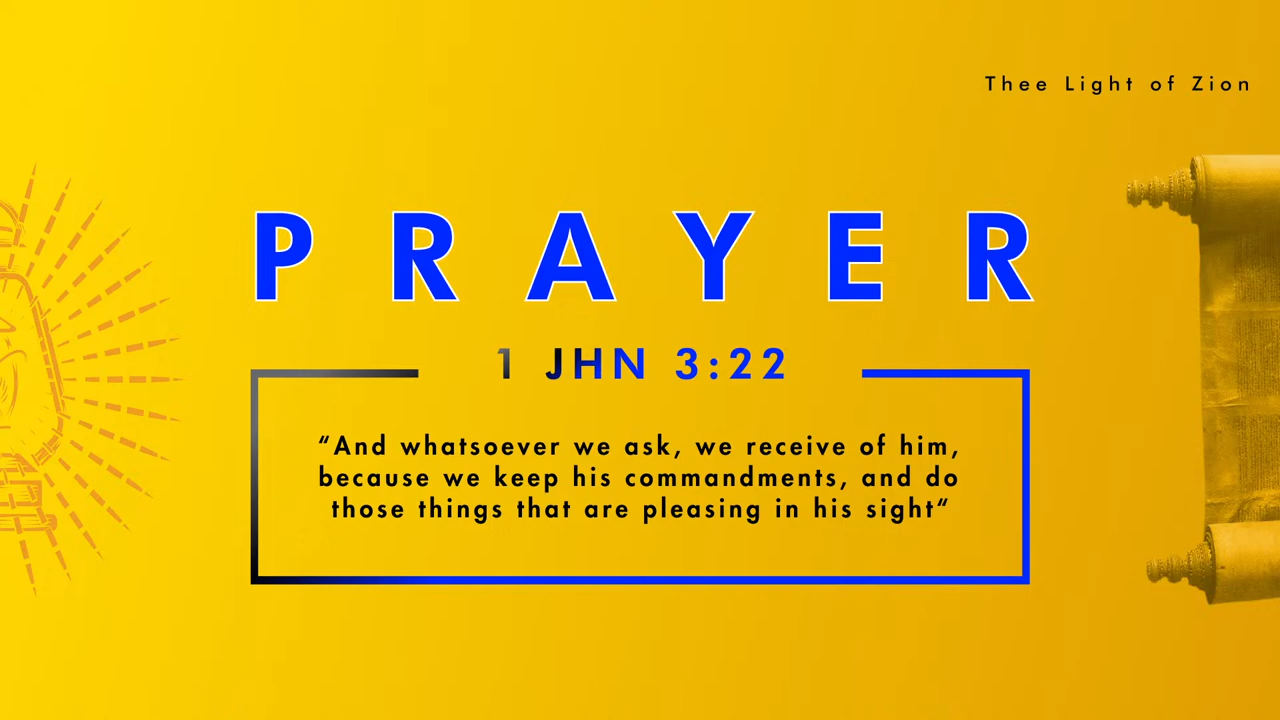 Thee Light of Zion
PRAYER
1 JHN 3:22
“And whatsoever we ask, we receive of him,
because we keep his commandments, and do
those things that are pleasing in his sight“